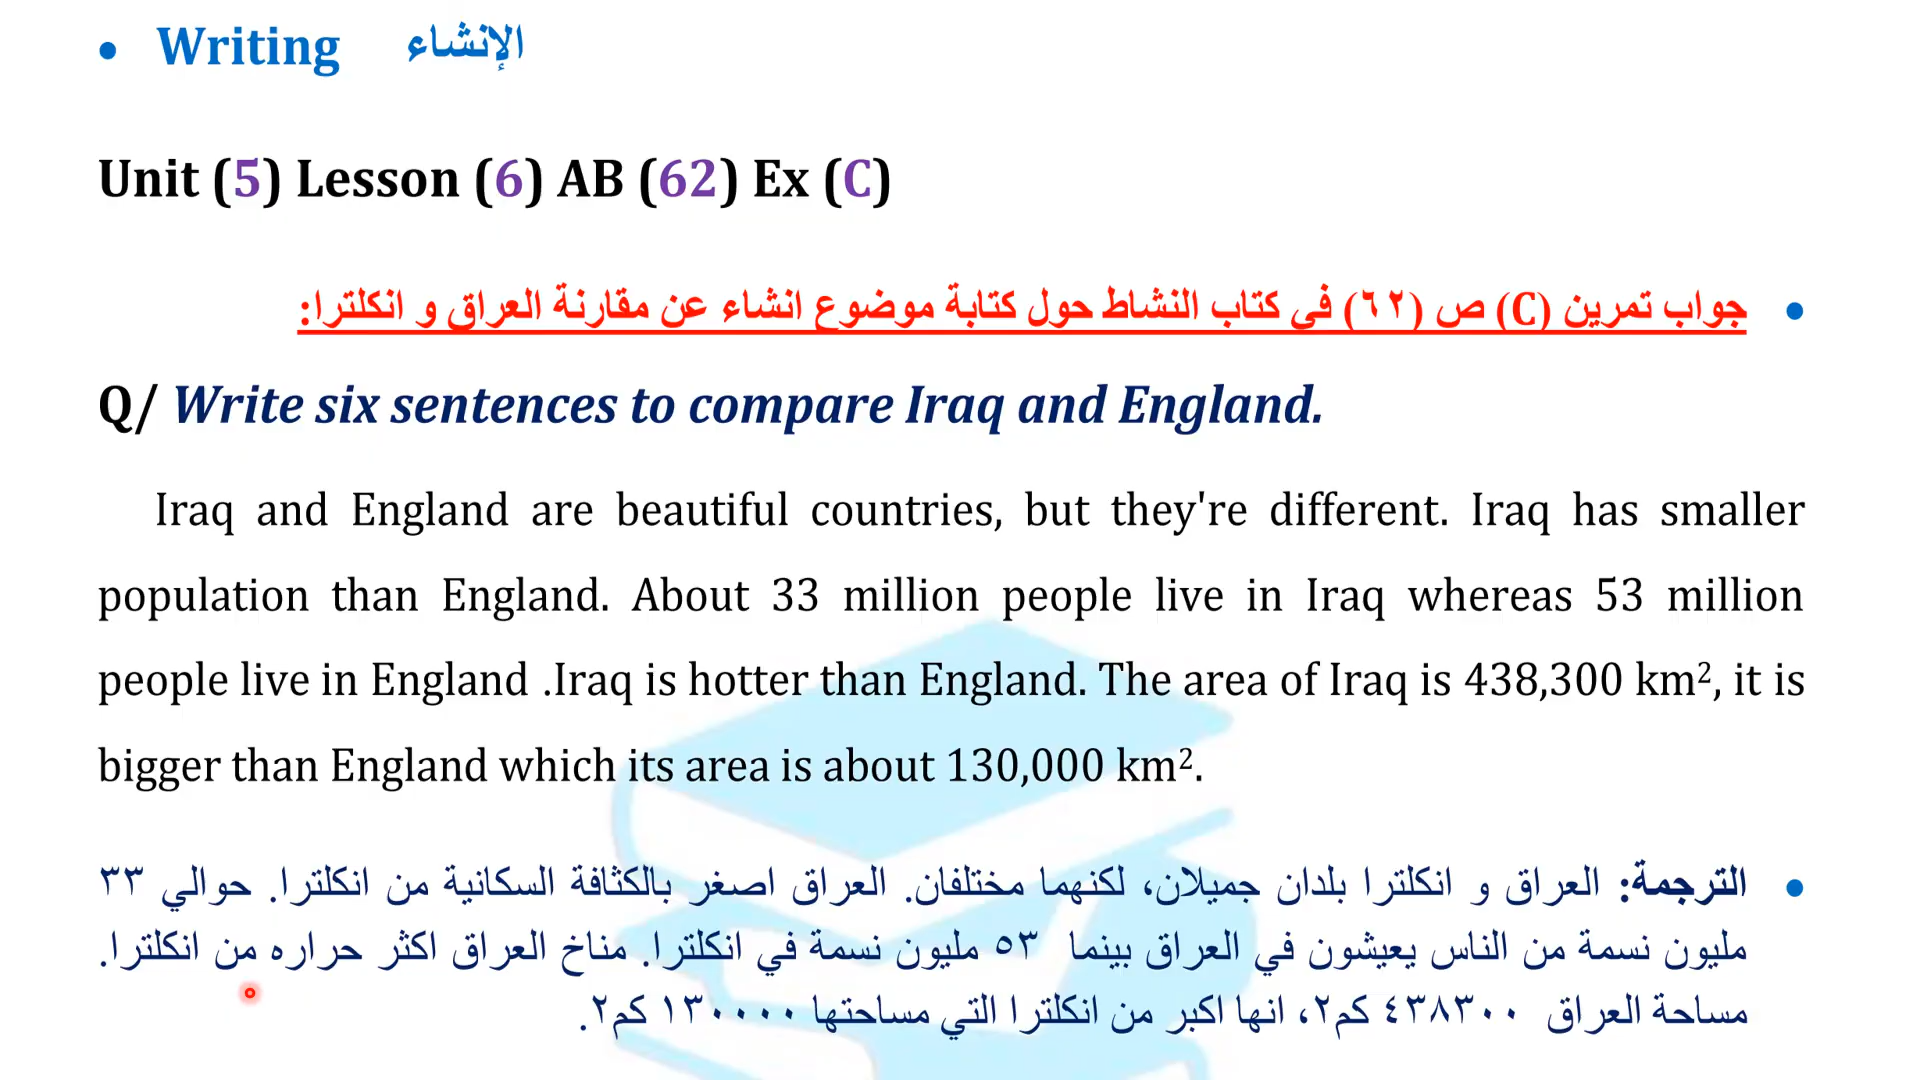 • Writing الإنشاء
Unit (5) Lesson (6) AB (62) Ex (C)
• جواب تمرين (C) ص (٦٢) في كتاب النشاط حول كتابة موضوع انشاء عن مقارنة العراق و انكلترا:
Q/ Write six sentences to compare Iraq and England.
Iraq and England are beautiful countries, but they're different. Iraq has smaller
population than England. About 33 million people live in Iraq whereas 53 million
people live in England .Iraq is hotter than England. The area of Iraq is 438,300 km², it is
bigger than England which its area is about 130,000 km².
• الترجمة: العراق و انكلترا بلدان جميلان، لكنهما مختلفان. العراق اصغر بالكثافة السكانية من انكلترا. حوالي ٣٣
مليون نسمة من الناس يعيشون في العراق بينما ٥٣ مليون نسمة في انكلترا. مناخ العراق اكثر حراره من انكلترا.
مساحة العراق ٤٣٨٣٠٠ كم٢، انها اكبر من انكلترا التي مساحتها ١٣٠٠٠٠ كم٢.